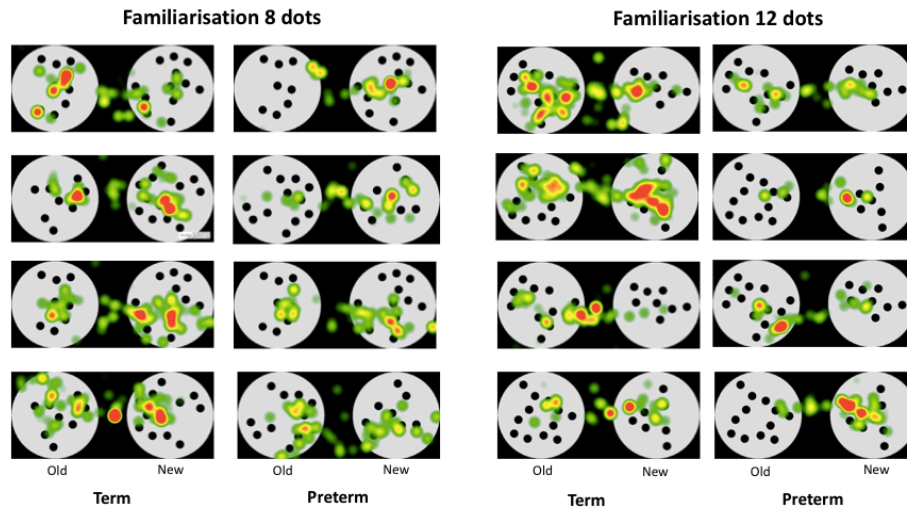 Familiarisation 8 dots
Familiarisation 12 dots
Old New Old New Old New Old New
Term Preterm Term Preterm